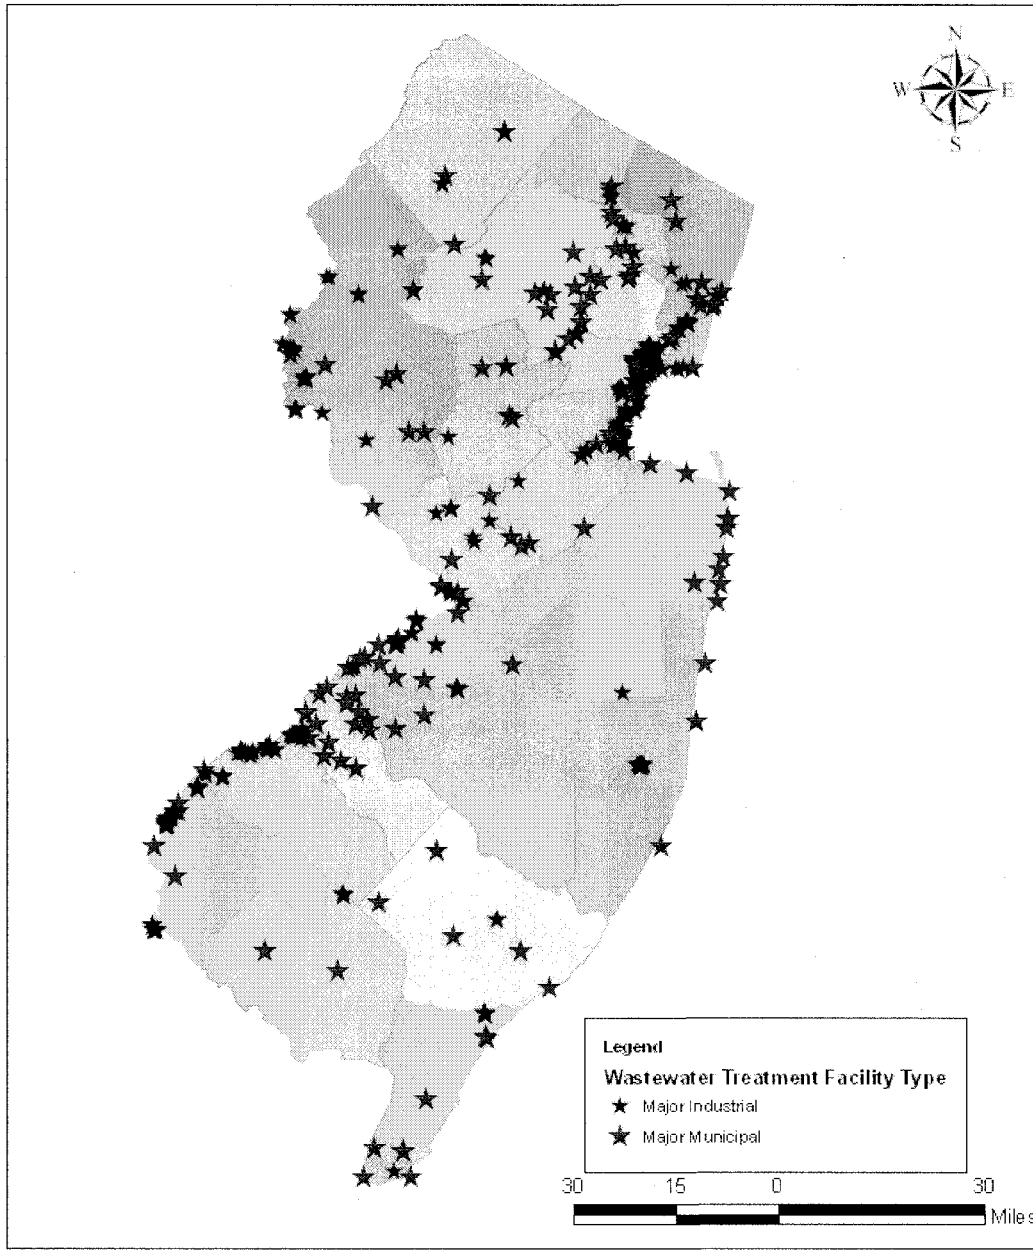 N
W E
S
Legend
Wastewater Treatment Facility Type
Major Industrial
Major Municipal
30 15 0 30
Miles